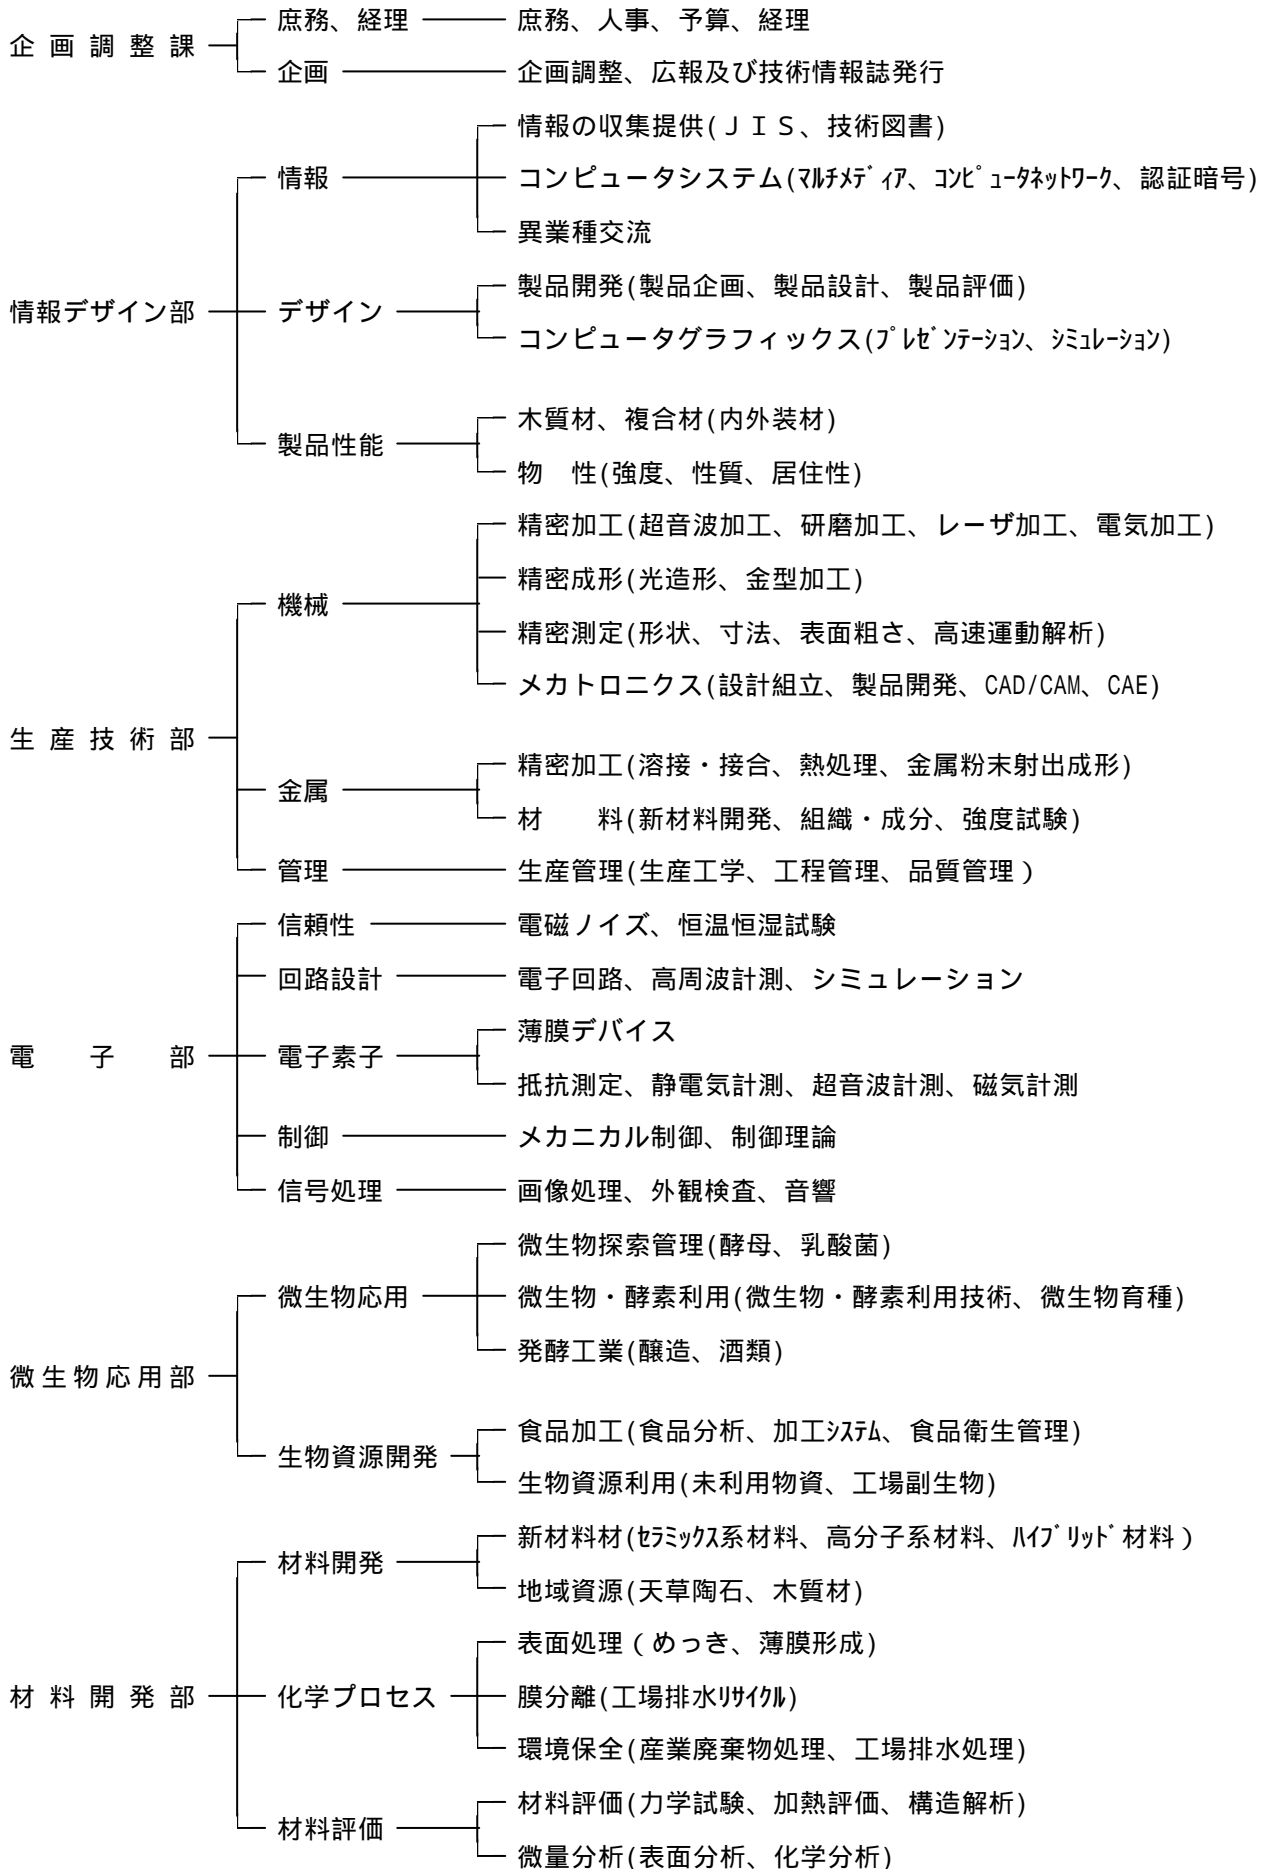 庶務、経理 庶務、人事、予算、経理
企画調整課
企画 企画調整、広報及び技術情報誌発行
情報の収集提供(ＪＩＳ、技術図書)
情報 コンピュータシステム(ﾏﾙﾁﾒﾃﾞｨｱ、ｺﾝﾋﾟｭｰﾀﾈｯﾄﾜｰｸ、認証暗号)
異業種交流
製品開発(製品企画、製品設計、製品評価)
情報デザイン部 デザイン
コンピュータグラフィックス(ﾌﾟﾚｾﾞﾝﾃｰｼｮﾝ、ｼﾐｭﾚｰｼｮﾝ)
木質材、複合材(内外装材)
製品性能
物　性(強度、性質、居住性)
精密加工(超音波加工、研磨加工、レーザ加工、電気加工)
精密成形(光造形、金型加工)
機械
精密測定(形状、寸法、表面粗さ、高速運動解析)
メカトロニクス(設計組立、製品開発、CAD/CAM、CAE)
生産技術部
精密加工(溶接・接合、熱処理、金属粉末射出成形)
金属
材　　料(新材料開発、組織・成分、強度試験)
管理 生産管理(生産工学、工程管理、品質管理）
信頼性 電磁ノイズ、恒温恒湿試験
回路設計 電子回路、高周波計測、シミュレーション
薄膜デバイス
電　子　部 電子素子
抵抗測定、静電気計測、超音波計測、磁気計測
制御 メカニカル制御、制御理論
信号処理 画像処理、外観検査、音響
微生物探索管理(酵母、乳酸菌)
微生物応用 微生物・酵素利用(微生物・酵素利用技術、微生物育種)
発酵工業(醸造、酒類)
微生物応用部
食品加工(食品分析、加工ｼｽﾃﾑ、食品衛生管理)
生物資源開発
生物資源利用(未利用物資、工場副生物)
新材料材(ｾﾗﾐｯｸｽ系材料、高分子系材料、ﾊｲﾌﾞﾘｯﾄﾞ材料）
材料開発
地域資源(天草陶石、木質材)
表面処理（めっき、薄膜形成)
材料開発部 化学プロセス 膜分離(工場排水ﾘｻｲｸﾙ)
環境保全(産業廃棄物処理、工場排水処理)
材料評価(力学試験、加熱評価、構造解析)
材料評価
微量分析(表面分析、化学分析)